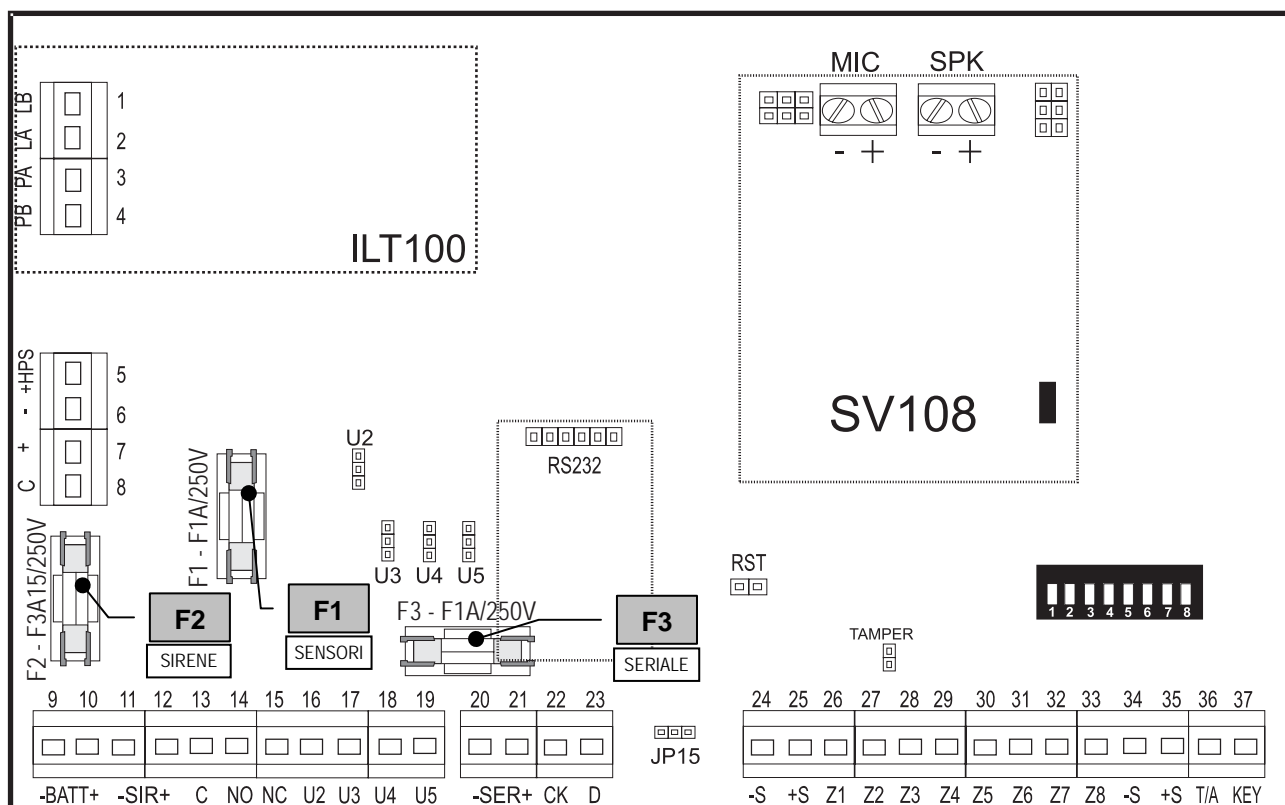 MIC SPK
- + - +
LB 1
LA 2
PA 3
PB 4
ILT100
SV108
+HPS 5
- 6
+ 7
C 8
U2
RS232
F1 - F1A/250V
F2 - F3A15/250V
U3 U4 U5
F3 - F1A/250V
F2
SIRENE
F1
SENSORI
F3
SERIALE
RST
1 2 3 4 5 6 7 8
TAMPER
9 10 11 12 13 14 15 16 17 18 19 20 21 22 23 24 25 26 27 28 29 30 31 32 33 34 35 36 37
JP15
-BATT+ -SIR+ C NO NC U2 U3 U4 U5 -SER+ CK D -S +S Z1 Z2 Z3 Z4 Z5 Z6 Z7 Z8 -S +S T/A KEY